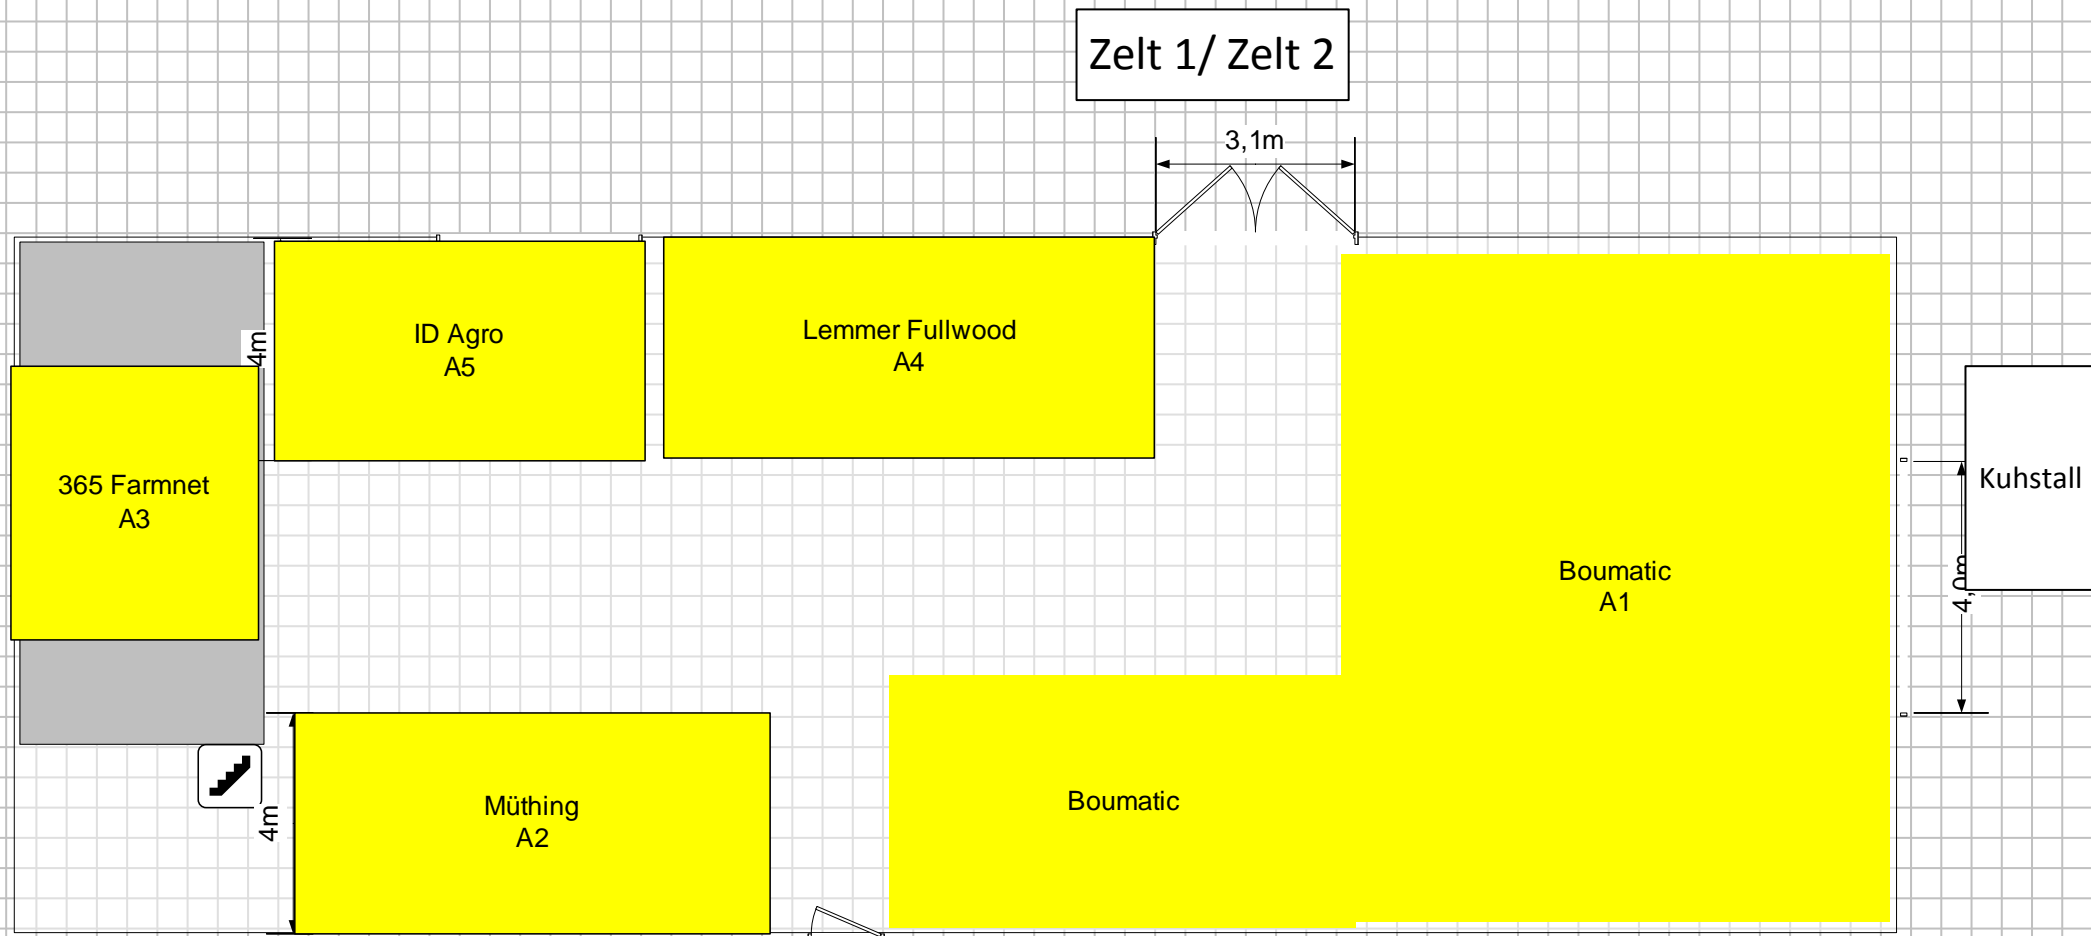 Zelt 1/ Zelt 2
3,1m
4m
ID Agro
A5
Lemmer Fullwood
A4
365 Farmnet
A3
Boumatic
A1
Kuhstall
4,0m
Müthing
A2
4m
Boumatic